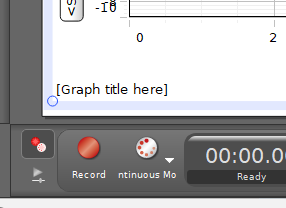 -10
0 2
[Graph title here]
Record
ntinuous Mo
00:00.0
Ready